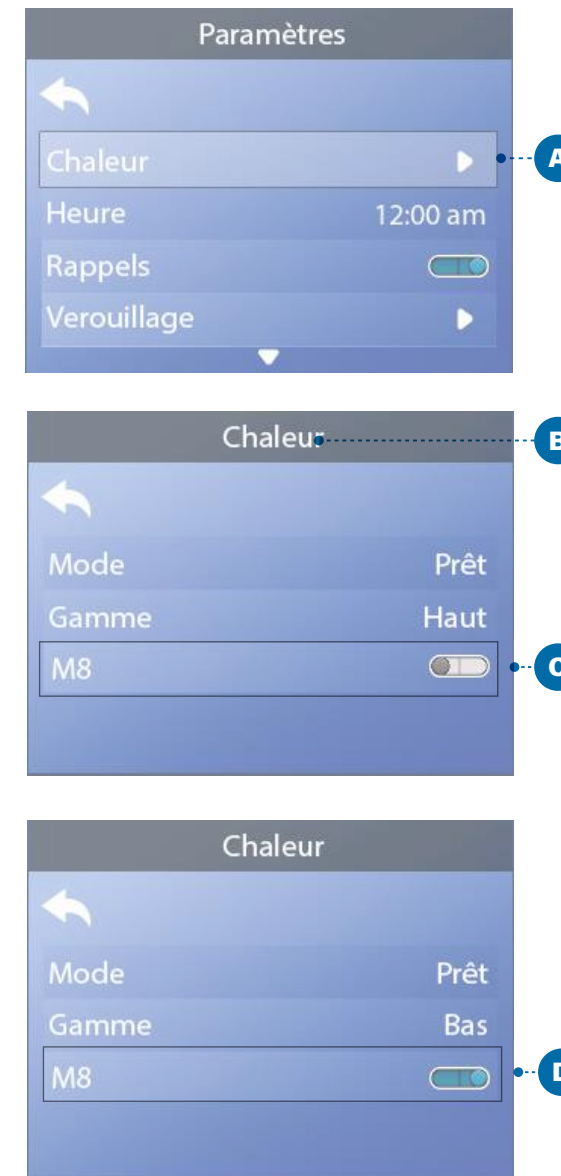 Paramètres
Chaleur
A
Heure 12:00 am
Rappels
Verouillage
Chaleur
B
Mode Prêt
Gamme Haut
M8
C
Chaleur
Mode Prêt
Gamme Bas
M8
D